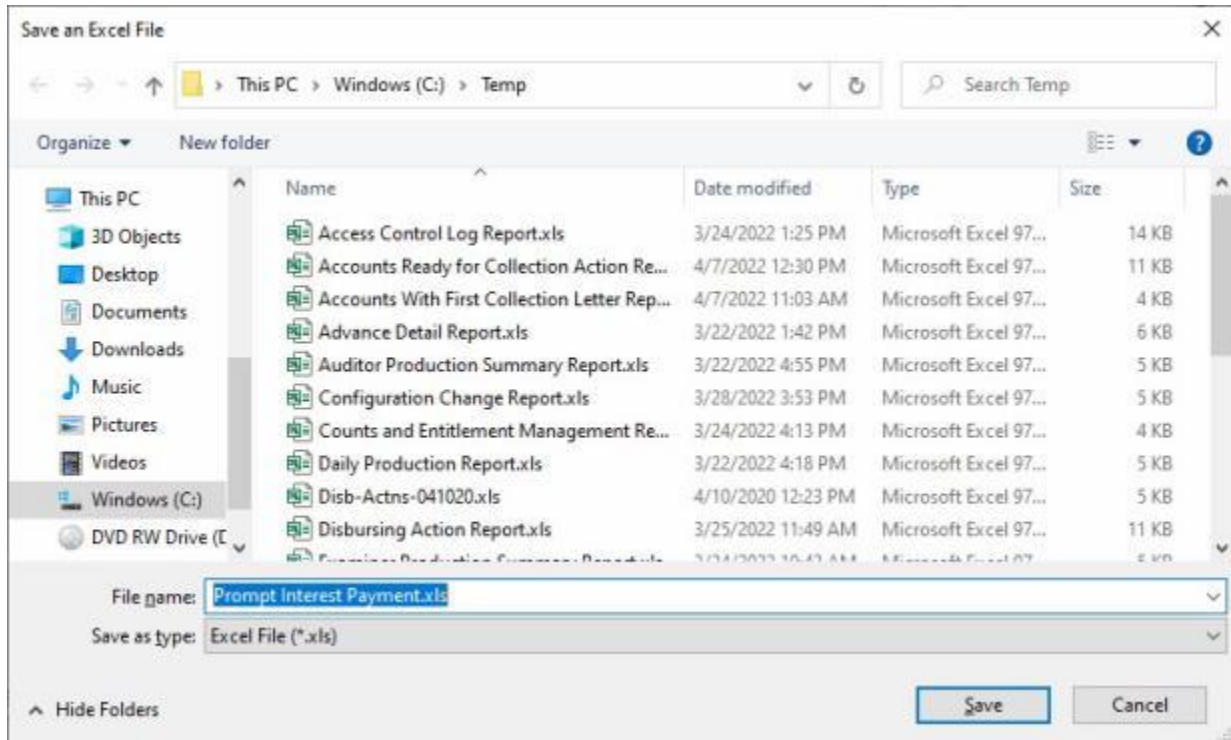 Save an Excel File
This PC > Windows (C:) > Temp
Search Temp
Organize
New folder
This PC
3D Objects
Desktop
Documents
Downloads
Music
Pictures
Videos
Windows (C:)
DVD RW Drive (D
Name Date modified Type Size
Access Control Log Report.xls 3/24/2022 1:25 PM Microsoft Excel 97... 14 KB
Accounts Ready for Collection Action Re... 4/7/2022 12:30 PM Microsoft Excel 97... 11 KB
Accounts With First Collection Letter Rep... 4/7/2022 11:03 AM Microsoft Excel 97... 4 KB
Advance Detail Report.xls 3/22/2022 1:42 PM Microsoft Excel 97... 6 KB
Auditor Production Summary Report.xls 3/22/2022 4:55 PM Microsoft Excel 97... 5 KB
Configuration Change Report.xls 3/28/2022 3:53 PM Microsoft Excel 97... 5 KB
Counts and Entitlement Management Re... 3/24/2022 4:13 PM Microsoft Excel 97... 4 KB
Daily Production Report.xls 3/22/2022 4:18 PM Microsoft Excel 97... 5 KB
Disb-Actns-041020.xls 4/10/2020 12:23 PM Microsoft Excel 97... 5 KB
Disbursing Action Report.xls 3/25/2022 11:49 AM Microsoft Excel 97... 11 KB
File name: Prompt Interest Payment.xls
Save as type: Excel File (*.xls)
Hide Folders
Save
Cancel